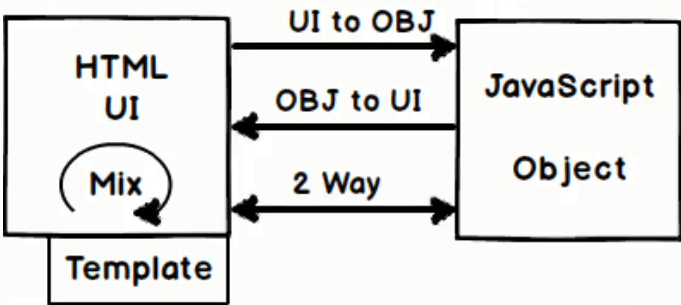 HTML
UI
Mix
Template
UI to OBJ
OBJ to UI
2 Way
JavaScript
Object